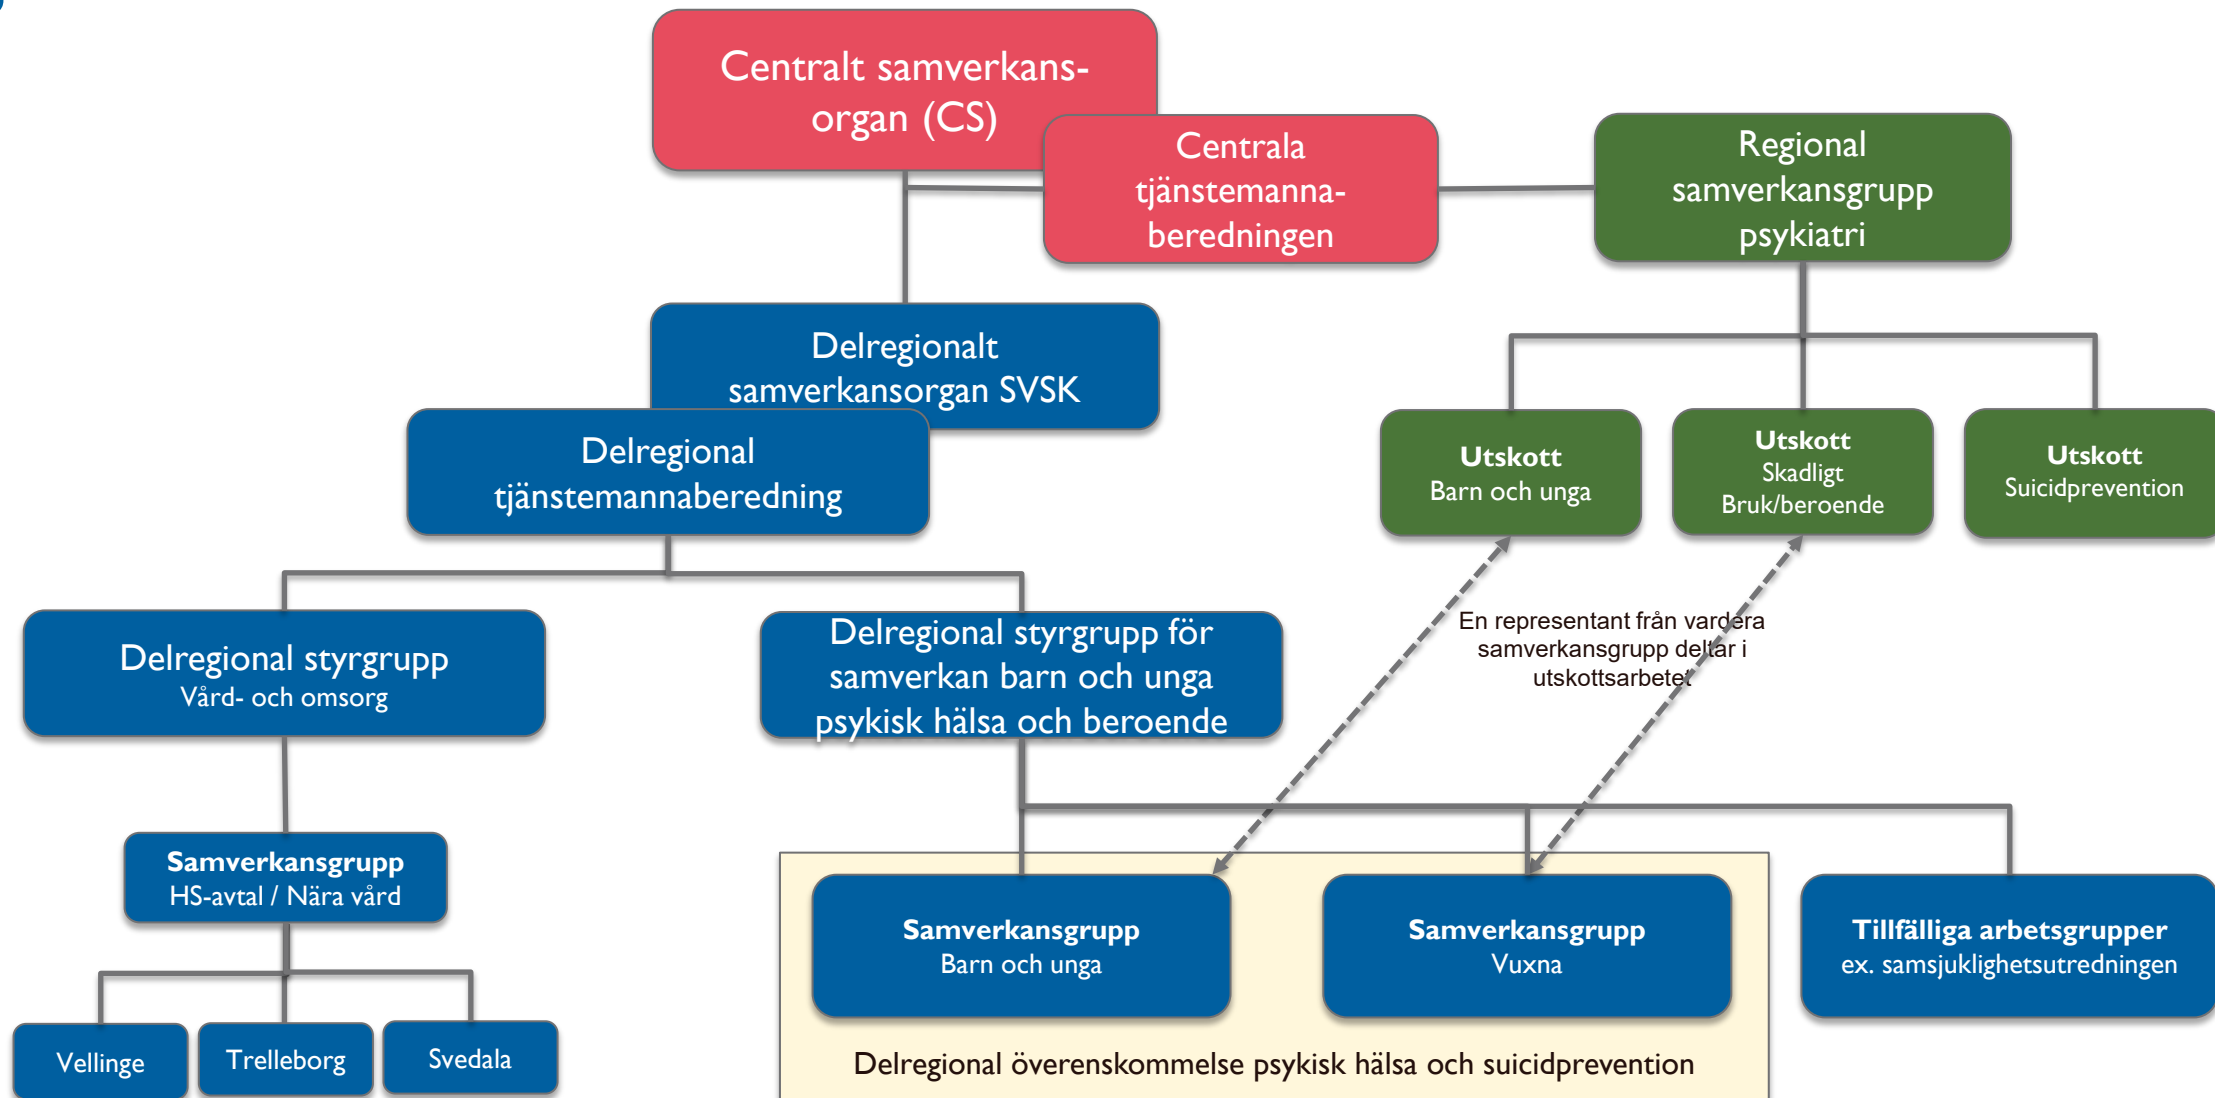 Centralt samverkans-
organ (CS)
Centrala
tjänstemanna-
beredningen
Regional
samverkansgrupp
psykiatri
Delregionalt
samverkansorgan SVSK
Delregional
tjänstemannaberedning
Utskott
Barn och unga
Utskott
Skadligt
Bruk/beroende
Utskott
Suicidprevention
En representant från vardera
samverkansgrupp deltar i
utskottsarbetet
Delregional styrgrupp
Vård- och omsorg
Delregional styrgrupp för
samverkan barn och unga
psykisk hälsa och beroende
Samverkansgrupp
HS-avtal / Nära vård
Samverkansgrupp
Barn och unga
Samverkansgrupp
Vuxna
Tillfälliga arbetsgrupper
ex. samsjuklighetsutredningen
Vellinge
Trelleborg
Svedala
Delregional överenskommelse psykisk hälsa och suicidprevention